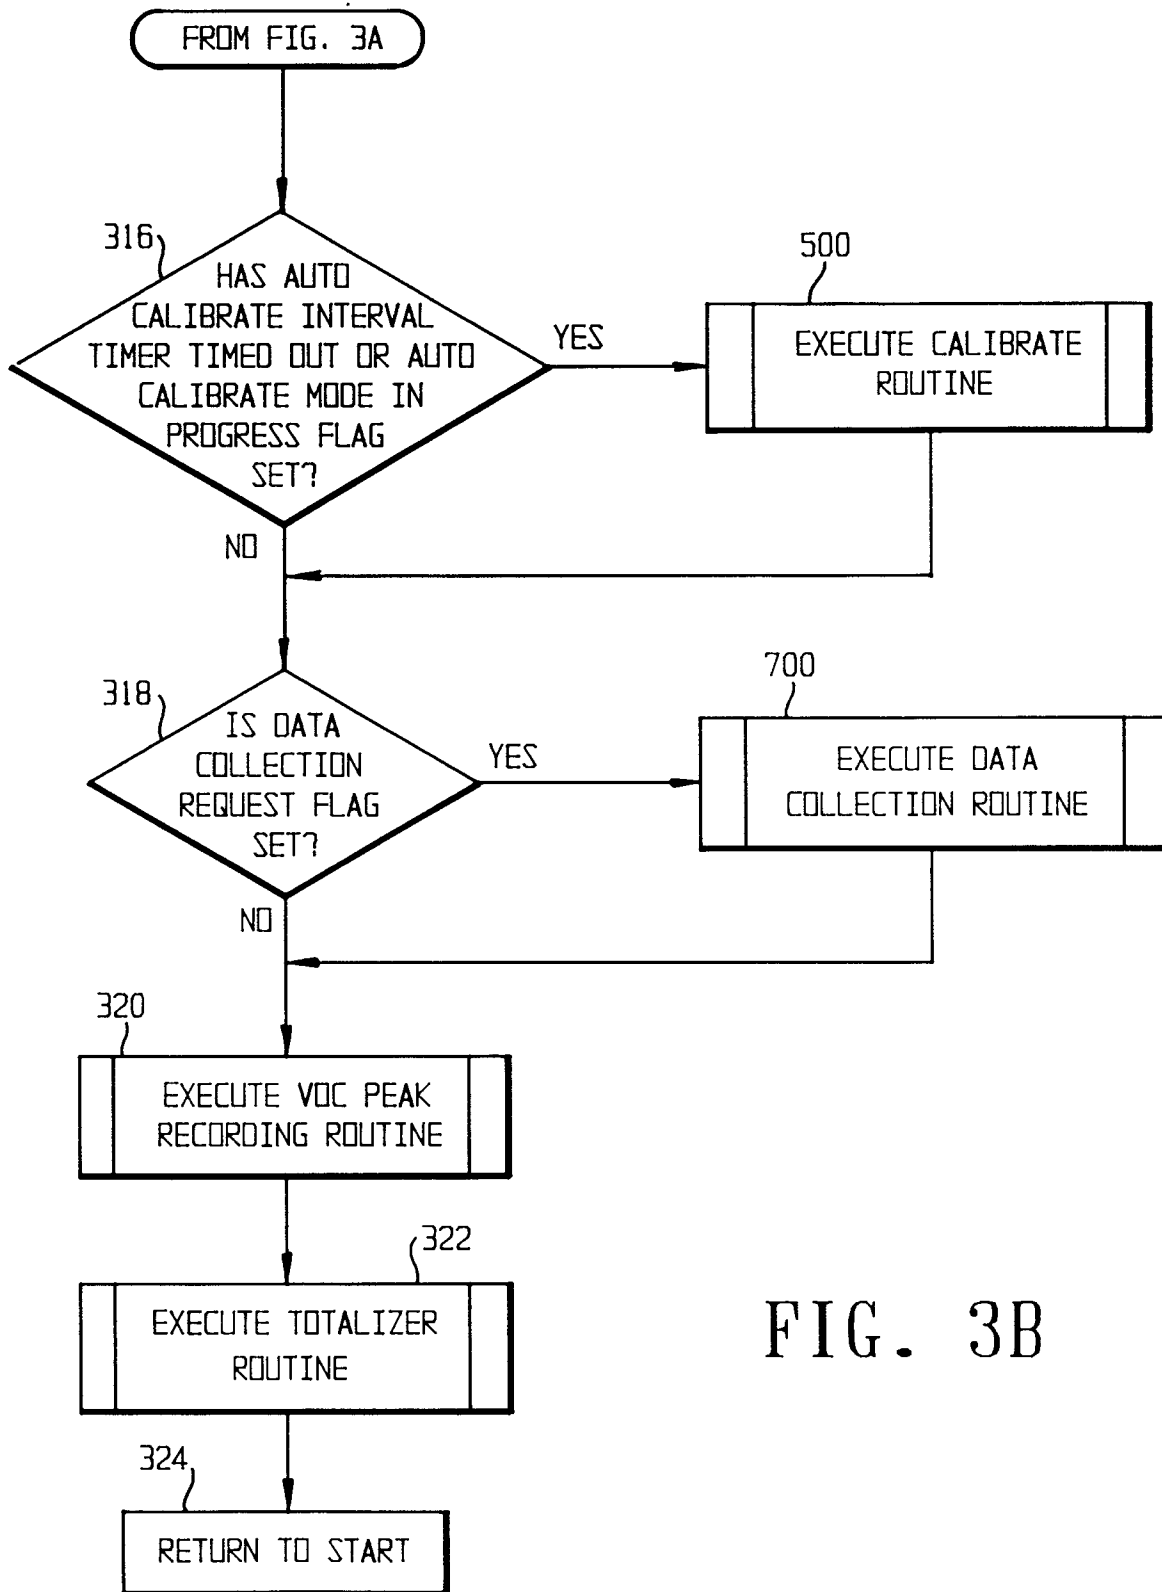 FROM FIG. 3A
316
HAS AUTO
CALIBRATE INTERVAL
TIMER TIMED OUT OR AUTO
CALIBRATE MODE IN
PROGRESS FLAG
SET?
YES
500
EXECUTE CALIBRATE
ROUTINE
NO
318
IS DATA
COLLECTION
REQUEST FLAG
SET?
YES
700
EXECUTE DATA
COLLECTION ROUTINE
NO
320
EXECUTE VOC PEAK
RECORDING ROUTINE
322
EXECUTE TOTALIZER
ROUTINE
324
RETURN TO START
FIG. 3B